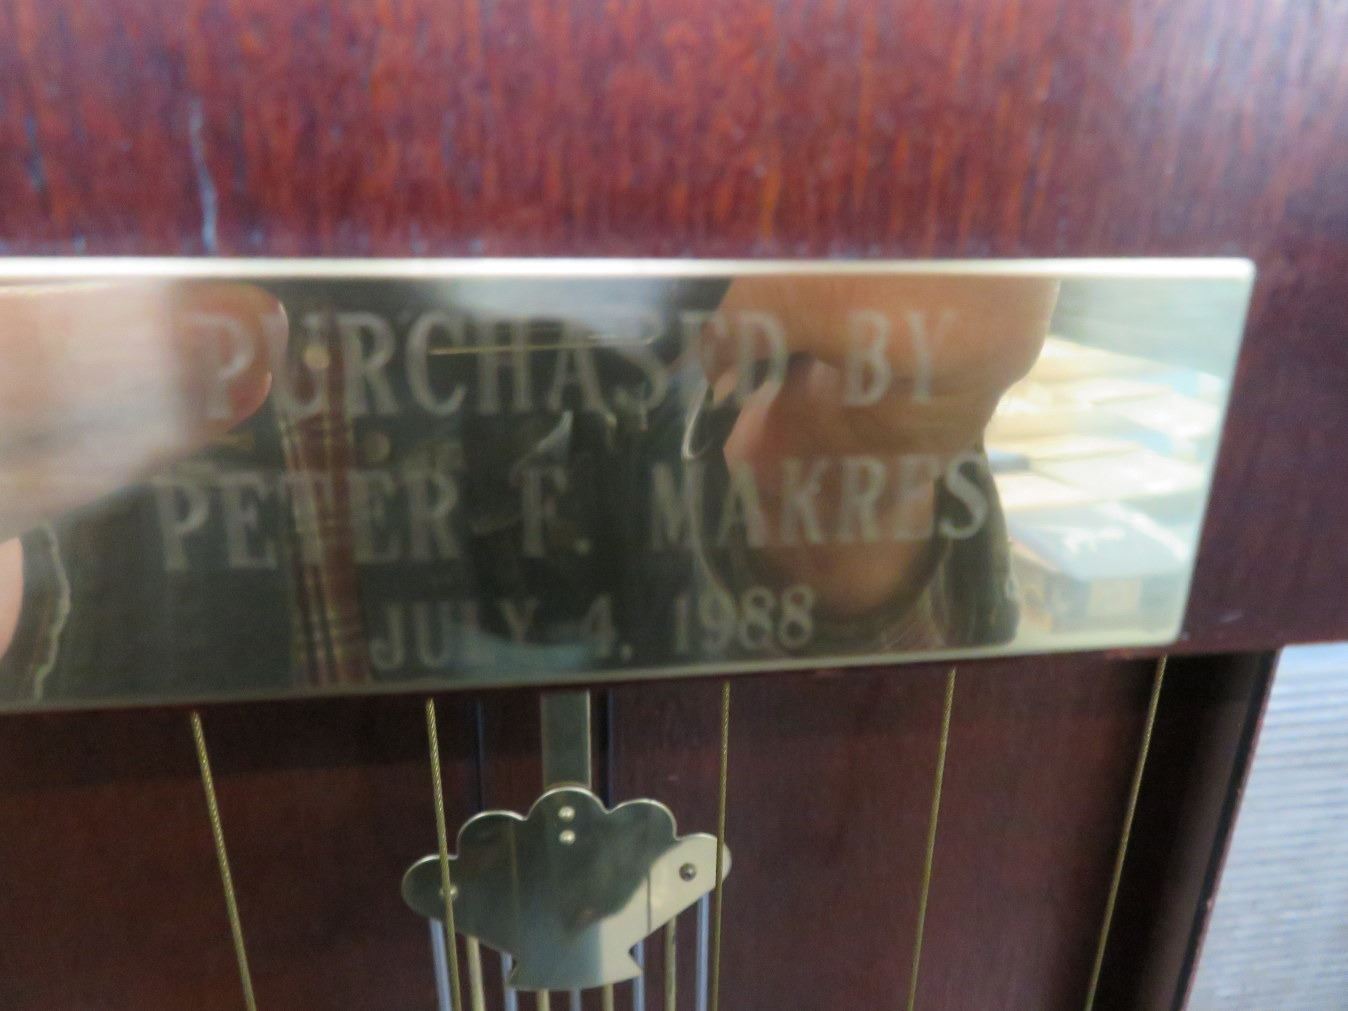 PURCHASED BY
PETER F. MAKRES
JULY 4, 1988